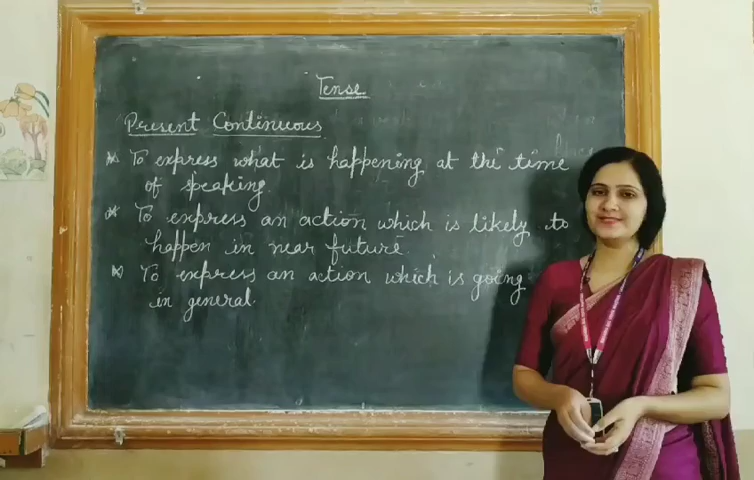 Tense
Present Continuous
To express what is happening at the time
of speaking.
To express an action which is likely to
happen in near future.
To express an action which is going
in general.